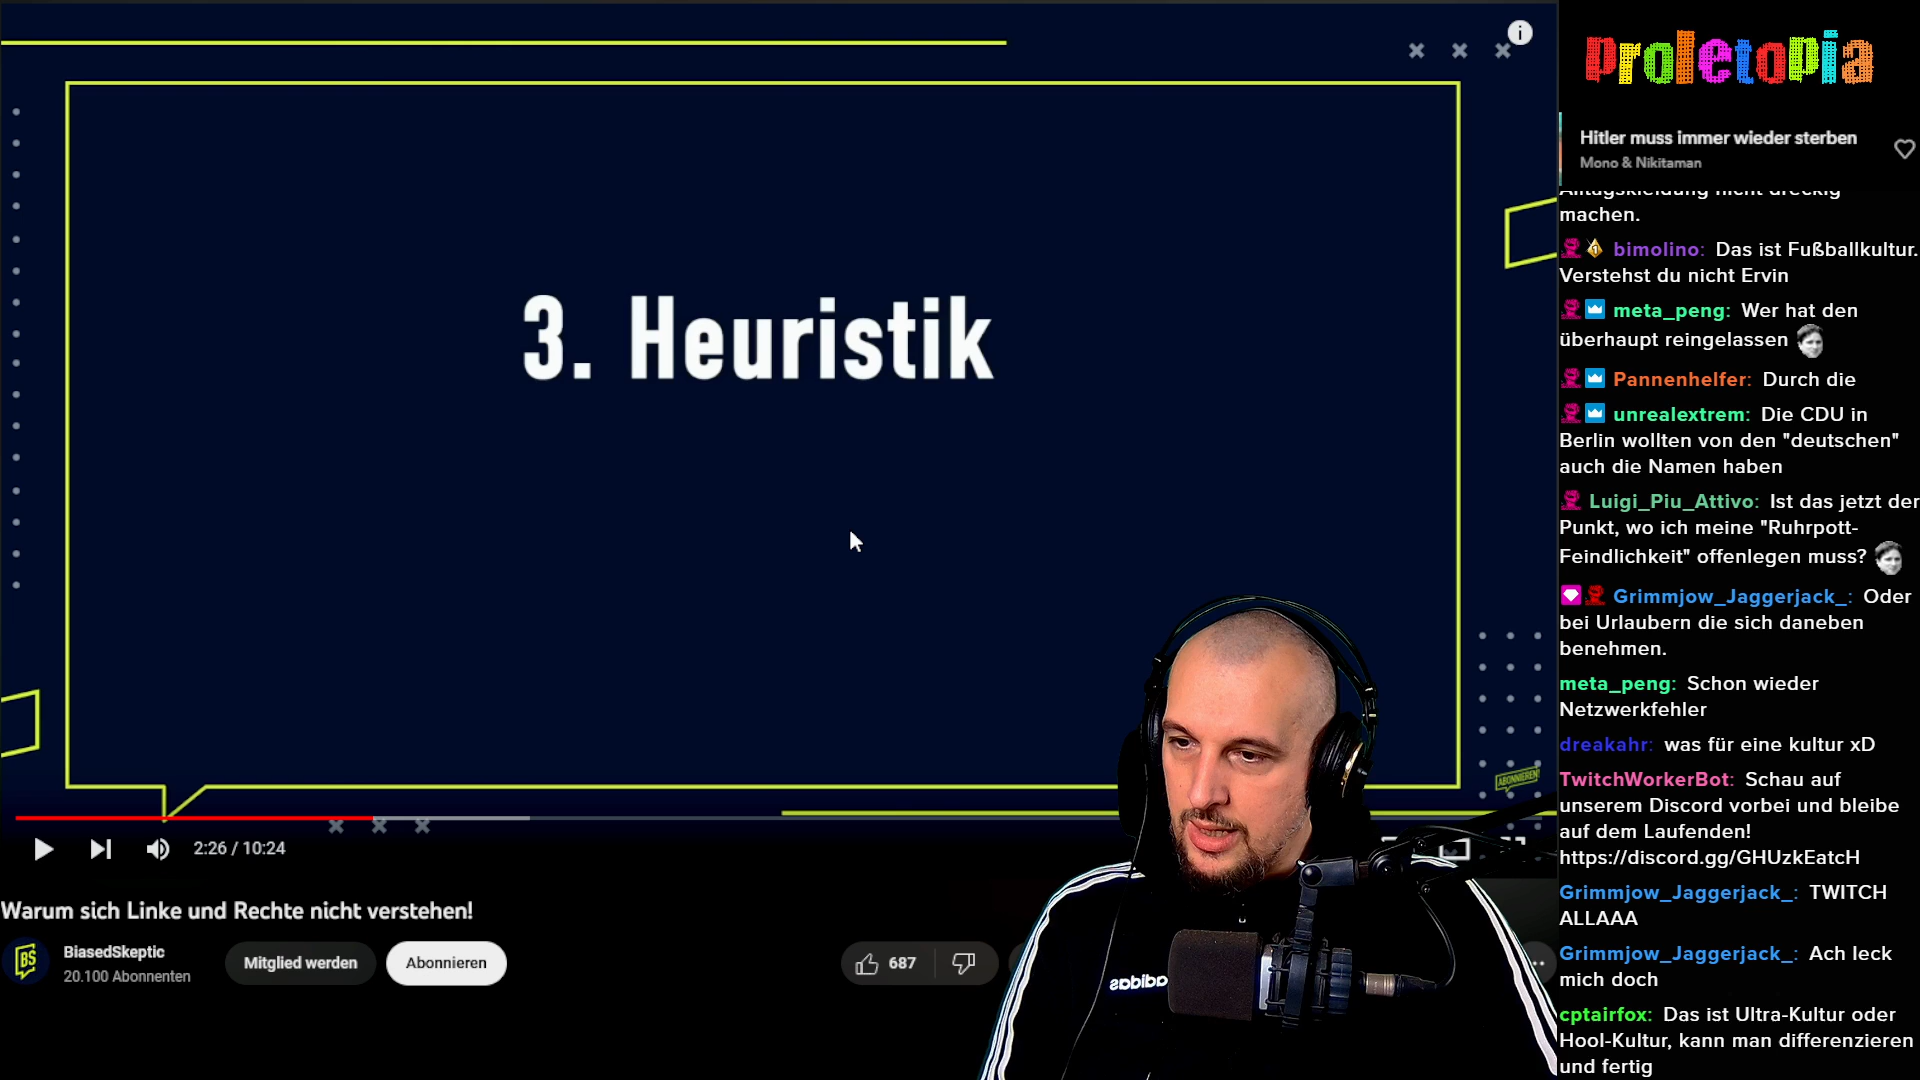 3. Heuristik
ABONNIEREN!
2:26 / 10:24
Warum sich Linke und Rechte nicht verstehen!
BS
BiasedSkeptic
20.100 Abonnenten
Mitglied werden
Abonnieren
687
adidas
Proletopia
Hitler muss immer wieder sterben
Mono & Nikitaman
Alltagskleidung nicht dreckig
machen.
bimolino: Das ist Fußballkultur.
Verstehst du nicht Ervin
meta_peng: Wer hat den
überhaupt reingelassen
Pannenhelfer: Durch die
unrealextrem: Die CDU in
Berlin wollten von den "deutschen"
auch die Namen haben
Luigi_Piu_Attivo: Ist das jetzt der
Punkt, wo ich meine "Ruhrpott-
Feindlichkeit" offenlegen muss?
Grimmjow_Jaggerjack_: Oder
bei Urlaubern die sich daneben
benehmen.
meta_peng: Schon wieder
Netzwerkfehler
dreakahr: was für eine kultur xD
TwitchWorkerBot: Schau auf
unserem Discord vorbei und bleibe
auf dem Laufenden!
https://discord.gg/GHUzkEatcH
Grimmjow_Jaggerjack_: TWITCH
ALLAAA
Grimmjow_Jaggerjack_: Ach leck
mich doch
cptairfox: Das ist Ultra-Kultur oder
Hool-Kultur, kann man differenzieren
und fertig